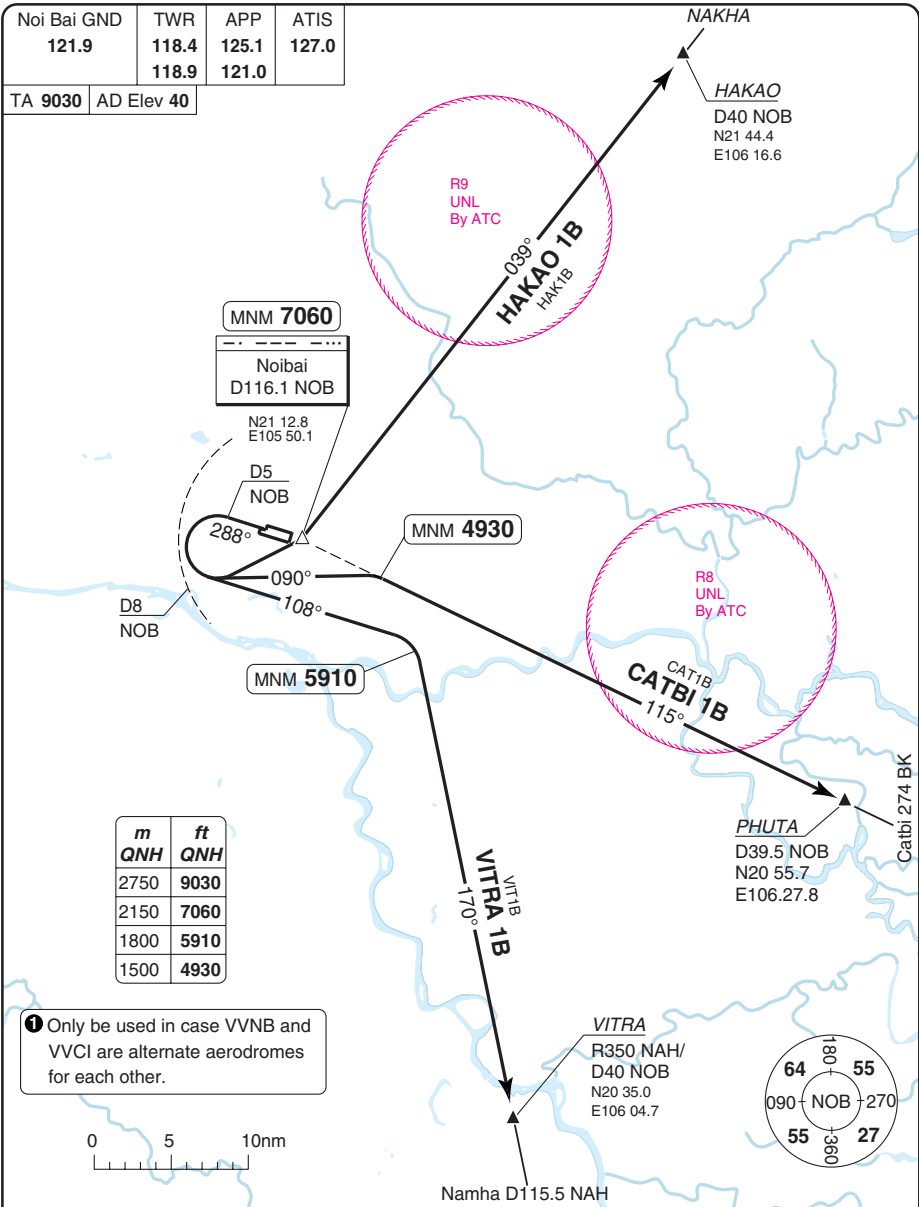 Noi Bai GND
121.9
TWR
118.4
118.9
APP
125.1
121.0
ATIS
127.0
TA 9030
AD Elev 40
NAKHA
HAKAO
D40 NOB
N21 44.4
E106 16.6
R9
UNL
By ATC
039°
HAKAO 1B
HAK1B
MNM 7060
Noibai
D116.1 NOB
N21 12.8
E105 50.1
D5
NOB
288°
MNM 4930
090°
108°
D8
NOB
MNM 5910
R8
UNL
By ATC
CAT1B
CATBI 1B
115°
Catbi 274 BK
PHUTA
D39.5 NOB
N20 55.7
E106.27.8
VIT1B
VITRA 1B
170°
m ft
QNH QNH
2750 9030
2150 7060
1800 5910
1500 4930
❶ Only be used in case VVNB and
VVCI are alternate aerodromes
for each other.
VITRA
R350 NAH/
D40 NOB
N20 35.0
E106 04.7
180
64 55
090 NOB 270
55 27
360
0 5 10nm
Namha D115.5 NAH